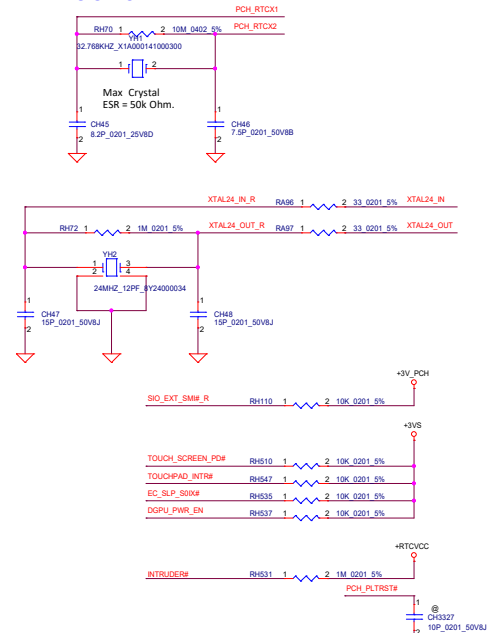 PCH_RTCX1
RH70 1 2 10M_0402_5% PCH_RTCX2
YH1
32.768KHZ_X1A000141000300
1 2
Max Crystal
ESR = 50k Ohm.
1 1
CH45 CH46
8.2P_0201_25V8D 7.5P_0201_50V8B
2 2
XTAL24_IN_R RA96 1 2 33_0201_5% XTAL24_IN
RH72 1 2 1M_0201_5% XTAL24_OUT_R RA97 1 2 33_0201_5% XTAL24_OUT
YH2
1 3
2 4
24MHZ_12PF_8Y24000034
1 1
CH47 CH48
15P_0201_50V8J 15P_0201_50V8J
2 2
+3V_PCH
SIO_EXT_SMI#_R RH110 1 2 10K_0201_5%
+3VS
TOUCH_SCREEN_PD# RH510 1 2 10K_0201_5%
TOUCHPAD_INTR# RH547 1 2 10K_0201_5%
EC_SLP_S0IX# RH535 1 2 10K_0201_5%
DGPU_PWR_EN RH537 1 2 10K_0201_5%
+RTCVCC
INTRUDER# RH531 1 2 1M_0201_5%
PCH_PLTRST#
1 @
CH3327
10P_0201_50V8J
2